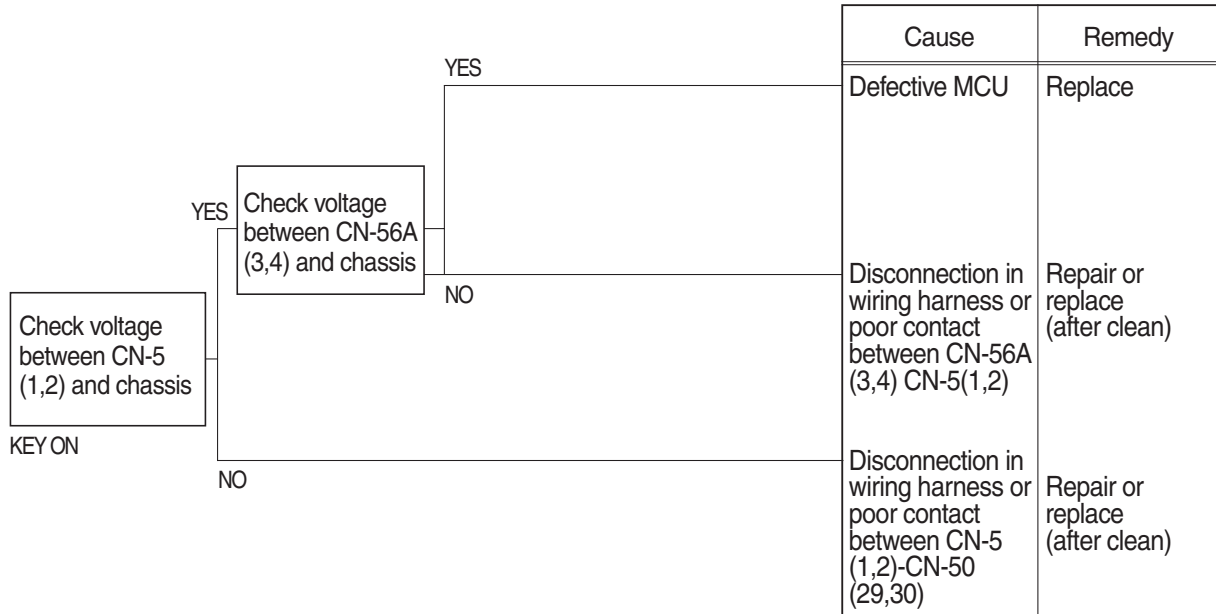 Cause Remedy
YES
Defective MCU Replace
YES
Check voltage
between CN-56A
(3,4) and chassis
NO
Disconnection in
wiring harness or
poor contact
between CN-56A
(3,4) CN-5(1,2)
Repair or
replace
(after clean)
Check voltage
between CN-5
(1,2) and chassis
KEY ON
NO
Disconnection in
wiring harness or
poor contact
between CN-5
(1,2)-CN-50
(29,30)
Repair or
replace
(after clean)